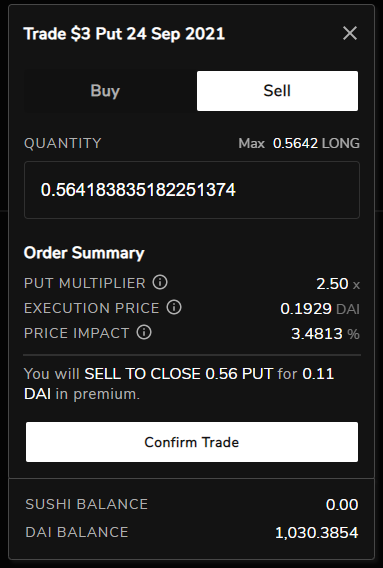 Trade $3 Put 24 Sep 2021
Buy Sell
QUANTITY Max 0.5642 LONG
0.564183835182251374
Order Summary
PUT MULTIPLIER 2.50 x
EXECUTION PRICE 0.1929 DAI
PRICE IMPACT 3.4813 %
You will SELL TO CLOSE 0.56 PUT for 0.11
DAI in premium.
Confirm Trade
SUSHI BALANCE 0.00
DAI BALANCE 1,030.3854